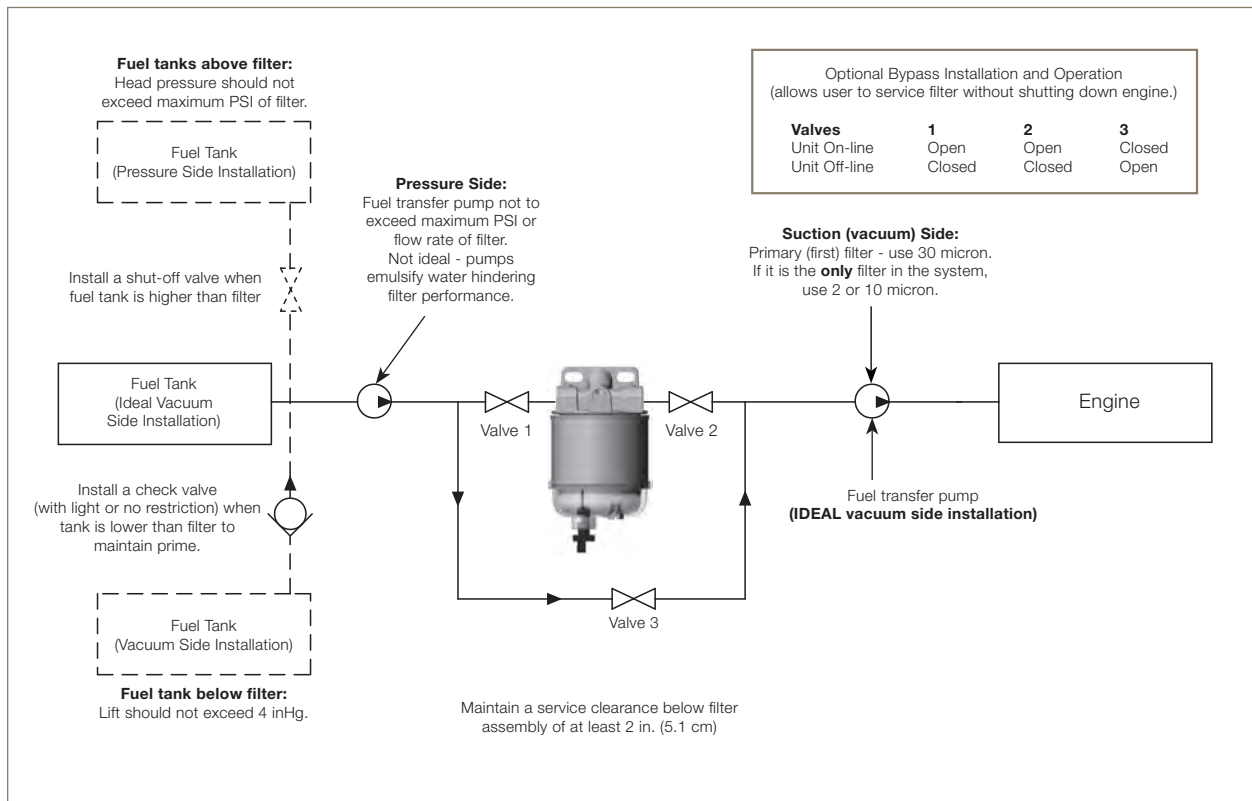 Fuel tanks above filter:
Head pressure should not
exceed maximum PSI of filter.
Fuel Tank
(Pressure Side Installation)
Install a shut-off valve when
fuel tank is higher than filter
Fuel Tank
(Ideal Vacuum
Side Installation)
Install a check valve
(with light or no restriction) when
tank is lower than filter to
maintain prime.
Fuel Tank
(Vacuum Side Installation)
Fuel tank below filter:
Lift should not exceed 4 inHg.
Pressure Side:
Fuel transfer pump not to
exceed maximum PSI or
flow rate of filter.
Not ideal - pumps
emulsify water hindering
filter performance.
Valve 1
Valve 2
Valve 3
Maintain a service clearance below filter
assembly of at least 2 in. (5.1 cm)
Optional Bypass Installation and Operation
(allows user to service filter without shutting down engine.)
Valves 1 2 3
Unit On-line Open Open Closed
Unit Off-line Closed Closed Open
Suction (vacuum) Side:
Primary (first) filter - use 30 micron.
If it is the only filter in the system,
use 2 or 10 micron.
Fuel transfer pump
(IDEAL vacuum side installation)
Engine